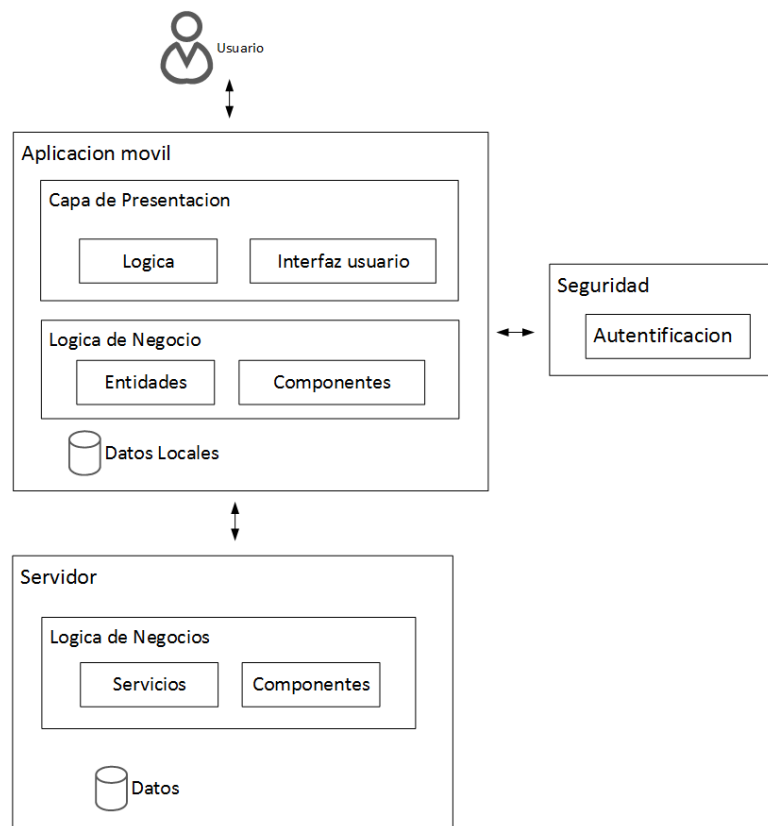 Usuario
Aplicacion movil
Capa de Presentacion
Logica
Interfaz usuario
Logica de Negocio
Entidades
Componentes
Datos Locales
Seguridad
Autentificacion
Servidor
Logica de Negocios
Servicios
Componentes
Datos